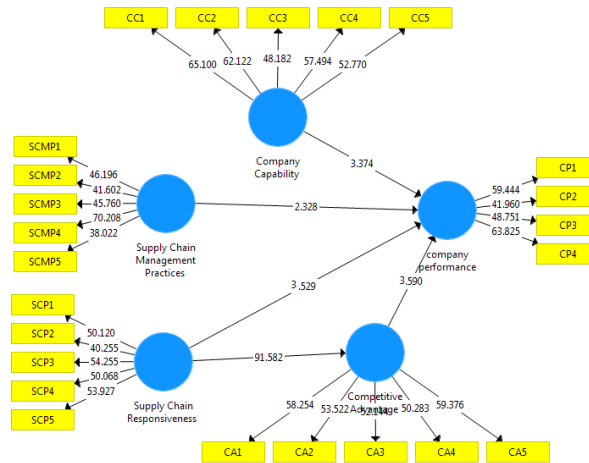 CC1 CC2 CC3 CC4 CC5
65.100 62.122 48.182 57.494 52.770
Company
Capability
3.374
SCMP1
SCMP2
SCMP3
SCMP4
SCMP5
46.196
41.602
45.760
70.208
38.022
Supply Chain
Management
Practices
2.328
CP1
CP2
CP3
CP4
59.444
41.960
48.751
63.825
company
performance
3.529
3.590
SCP1
SCP2
SCP3
SCP4
SCP5
50.120
40.255
54.255
50.068
53.927
Supply Chain
Responsiveness
91.582
Competitive
Advantage
58.254 53.522 50.283 59.376
CA1 CA2 CA3 CA4 CA5